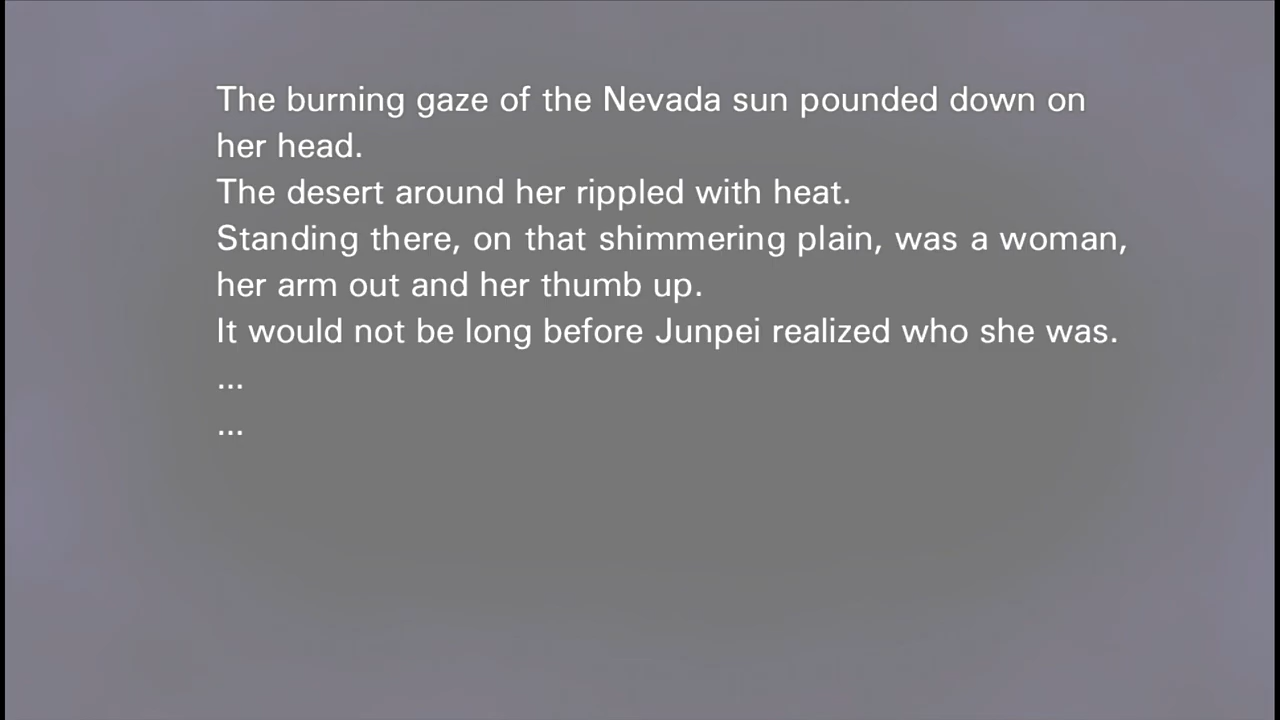 The burning gaze of the Nevada sun pounded down on
her head.
The desert around her rippled with heat.
Standing there, on that shimmering plain, was a woman,
her arm out and her thumb up.
It would not be long before Junpei realized who she was.
...
...